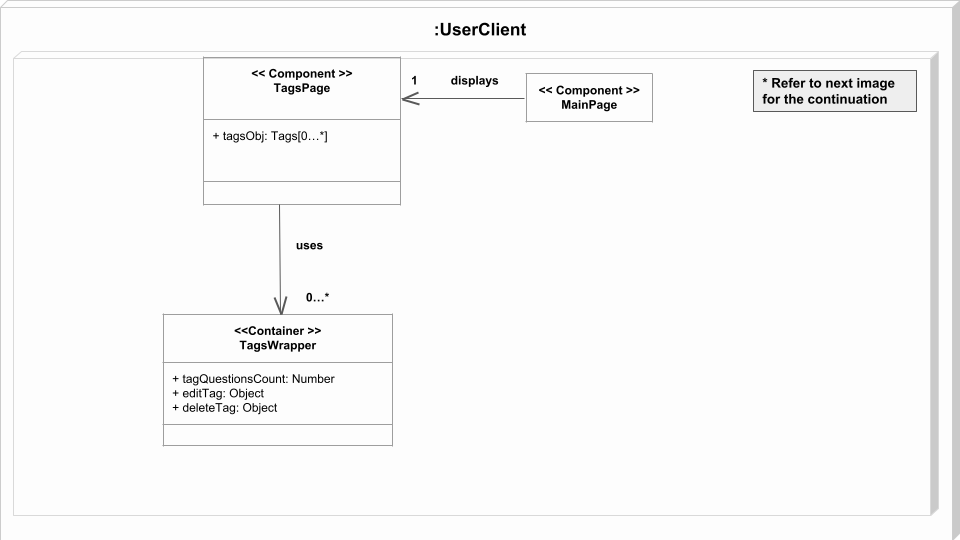 :UserClient
<< Component >>
TagsPage
+ tagsObj: Tags[0…*]
1
displays
<< Component >>
MainPage
* Refer to next image
for the continuation
uses
0…*
<<Container >>
TagsWrapper
+ tagQuestionsCount: Number
+ editTag: Object
+ deleteTag: Object